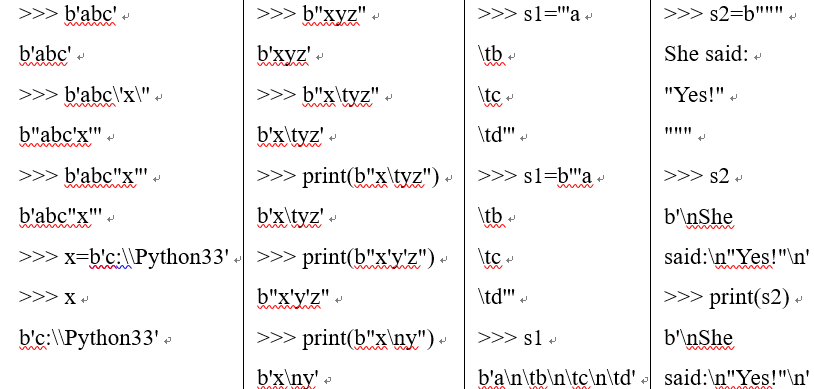 >>> b'abc'
b'abc'
>>> b'abc\'x\''
b"abc'x'"
>>> b'abc"x"'
b'abc"x"'
>>> x=b'c:\\Python33'
>>> x
b'c:\\Python33'
>>> b"xyz"
b'xyz'
>>> b"x\tyz"
b'x\tyz'
>>> print(b"x\tyz")
b'x\tyz'
>>> print(b"x'y'z")
b"x'y'z"
>>> print(b"x\ny")
b'x\ny'
>>> s1='''a
\tb
\tc
\td'''
>>> s1=b'''a
\tb
\tc
\td'''
>>> s1
b'a\n\tb\n\tc\n\td'
>>> s2=b"""
She said:
"Yes!"
"""
>>> s2
b'\nShe
said:\n"Yes!"\n'
>>> print(s2)
b'\nShe
said:\n"Yes!"\n'